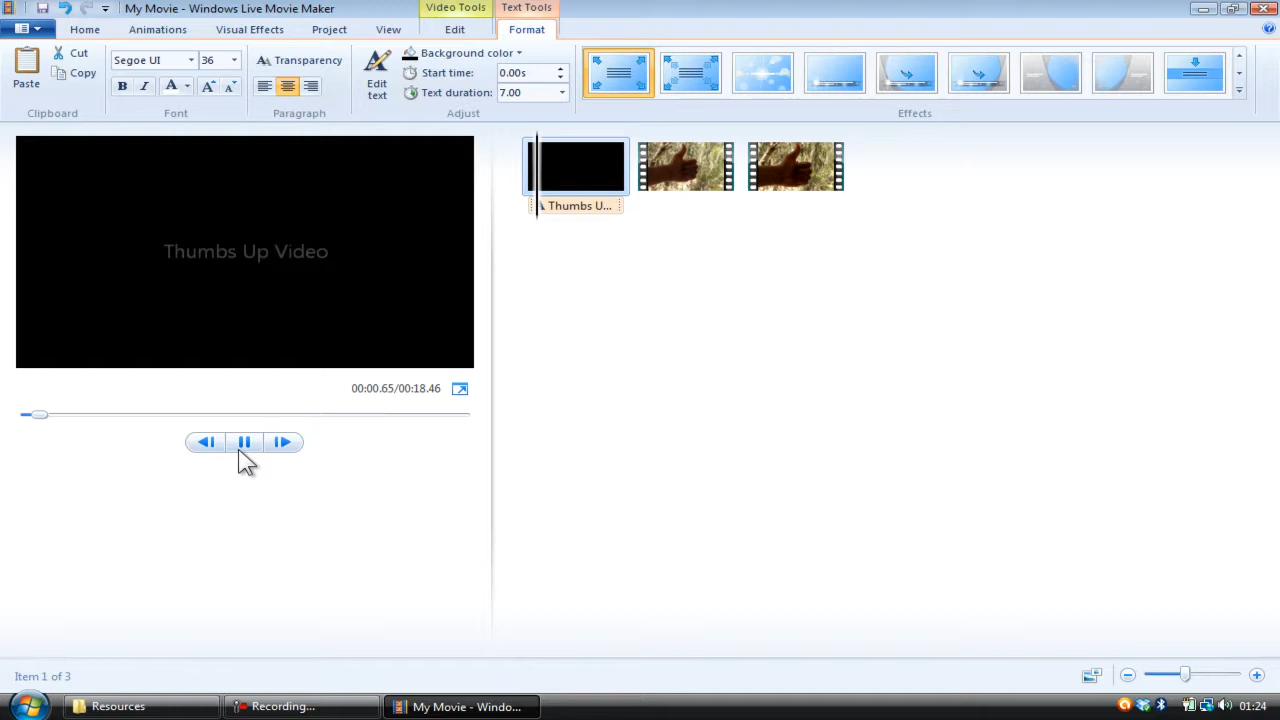 My Movie - Windows Live Movie Maker
Video Tools
Text Tools
Home
Animations
Visual Effects
Project
View
Edit
Format
Paste
Cut
Copy
Clipboard
Segoe UI
36
Transparency
B
I
A
A
A
Font
Paragraph
Edit text
Background color
Start time: 0.00s
Text duration: 7.00
Adjust
Effects
Thumbs Up Video
Thumbs U...
00:00.65/00:18.46
Item 1 of 3
Resources
Recording...
My Movie - Windo...
01:24